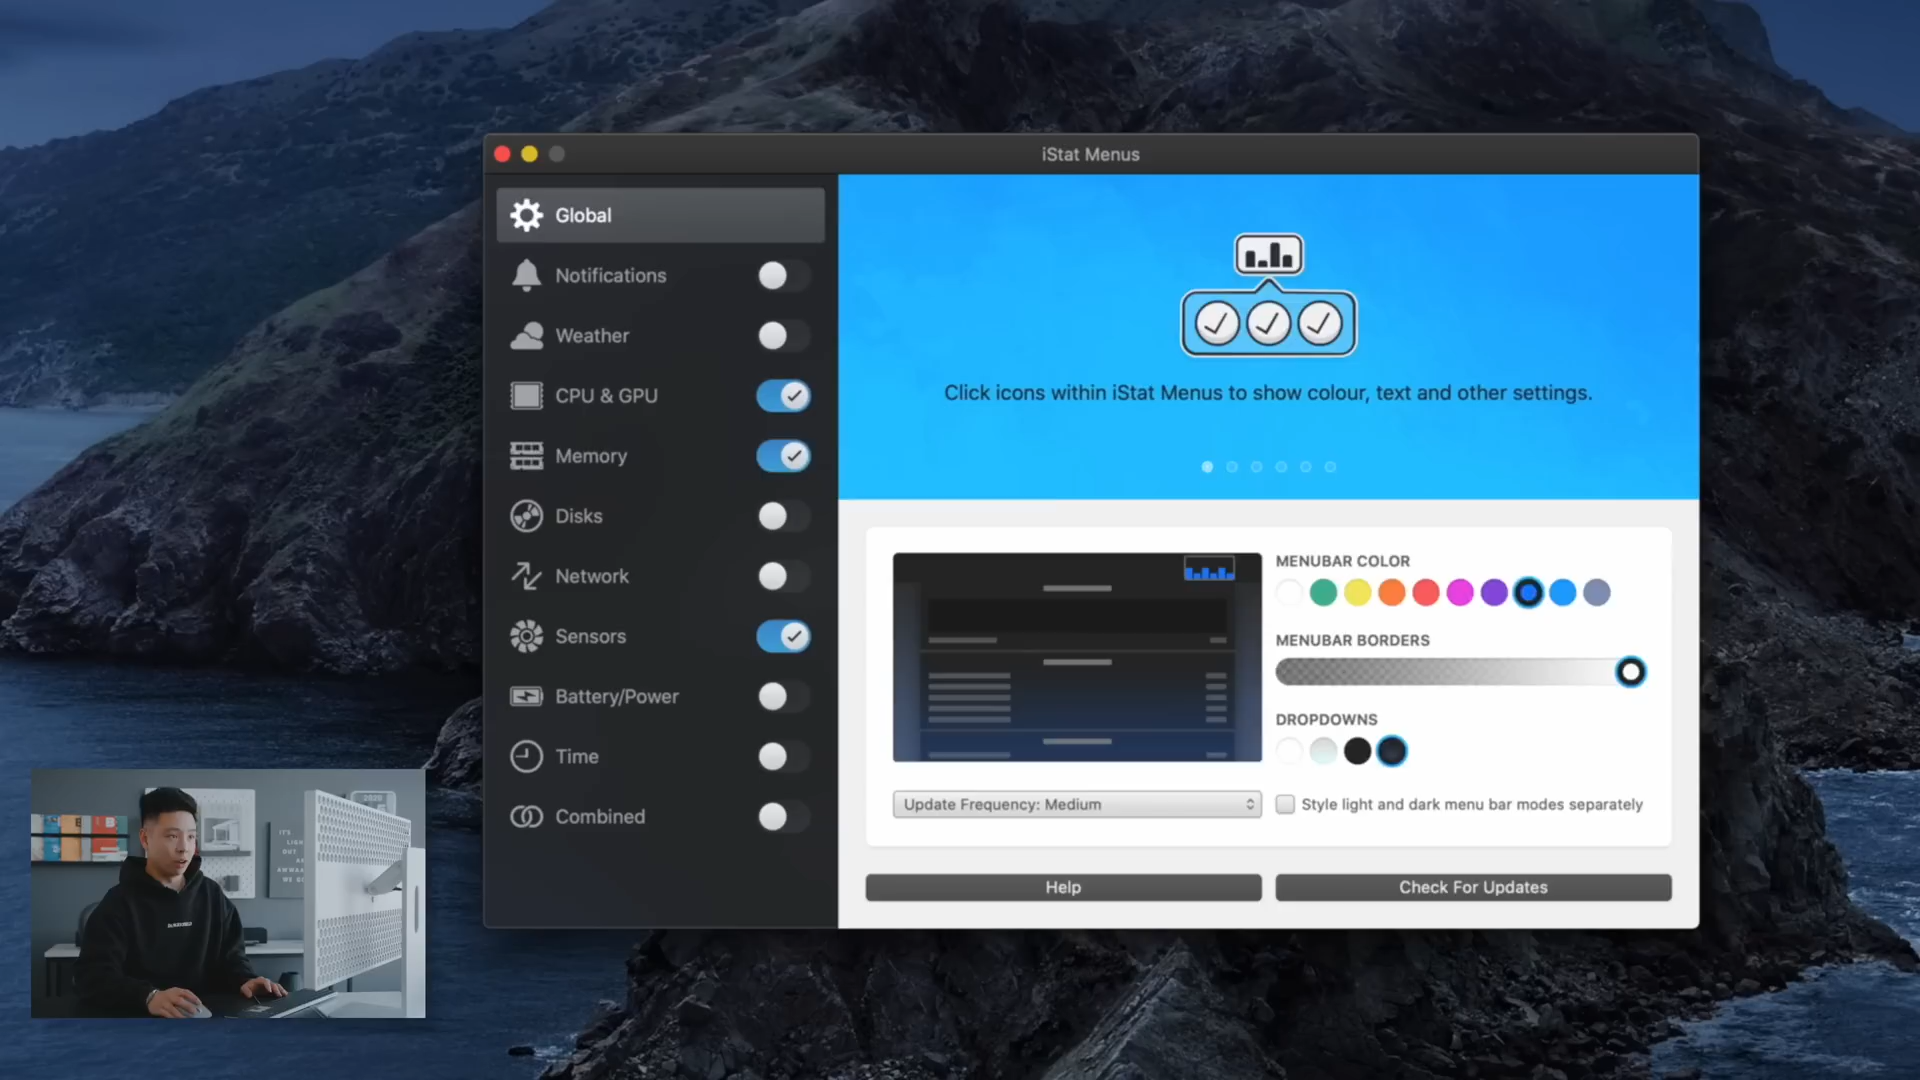 iStat Menus
Global
Notifications
Weather
CPU & GPU
Memory
Disks
Network
Sensors
Battery/Power
Time
Combined
Click icons within iStat Menus to show colour, text and other settings.
MENUBAR COLOR
MENUBAR BORDERS
DROPDOWNS
Update Frequency: Medium
Style light and dark menu bar modes separately
Help
Check For Updates
IT'S